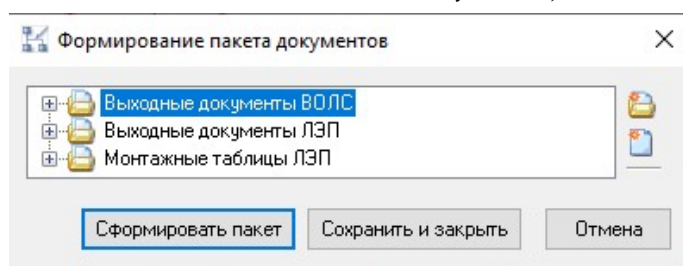 Формирование пакета документов
Выходные документы ВОЛС
Выходные документы ЛЭП
Монтажные таблицы ЛЭП
Сформировать пакет Сохранить и закрыть Отмена